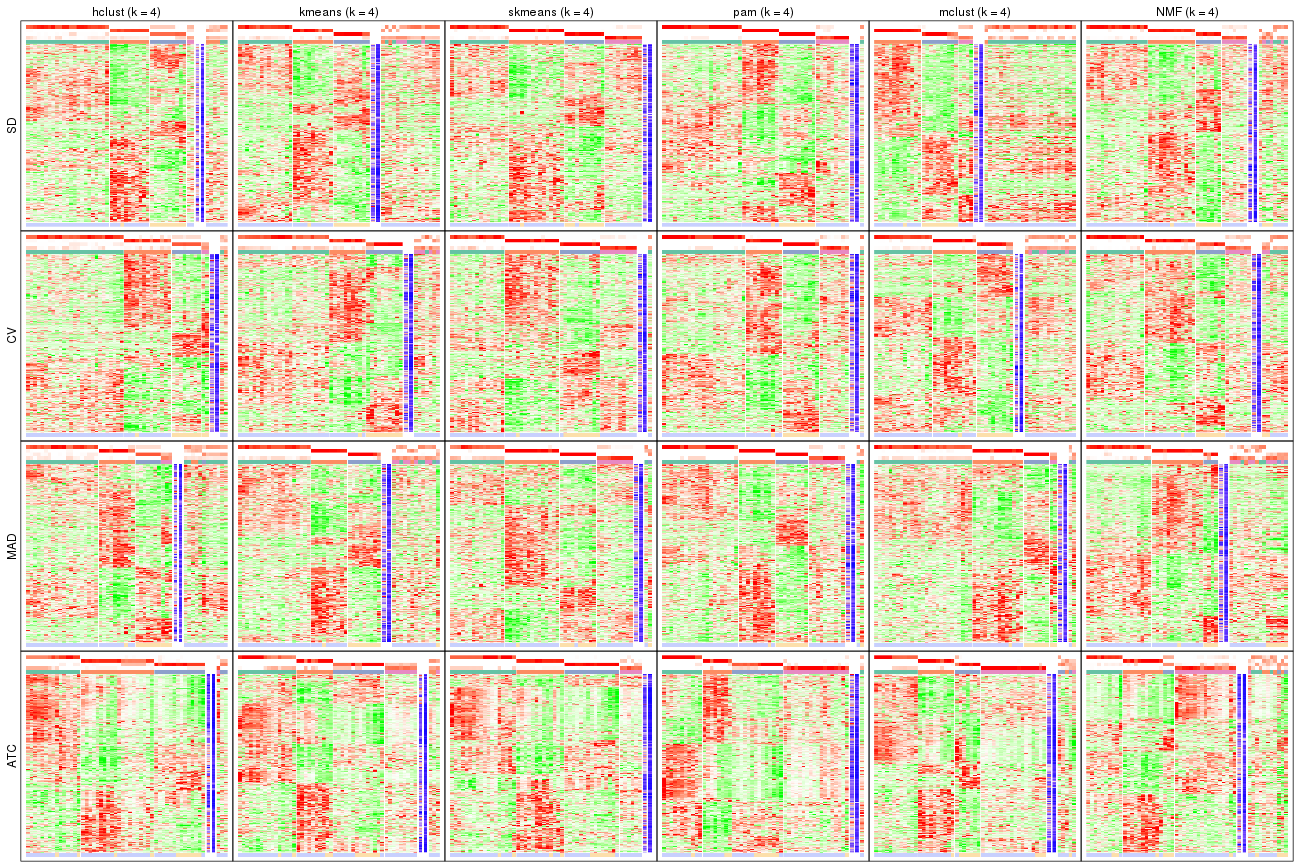 hclust (k = 4) kmeans (k = 4) skmeans (k = 4) pam (k = 4) mclust (k = 4) NMF (k = 4)
SD
CV
MAD
ATC